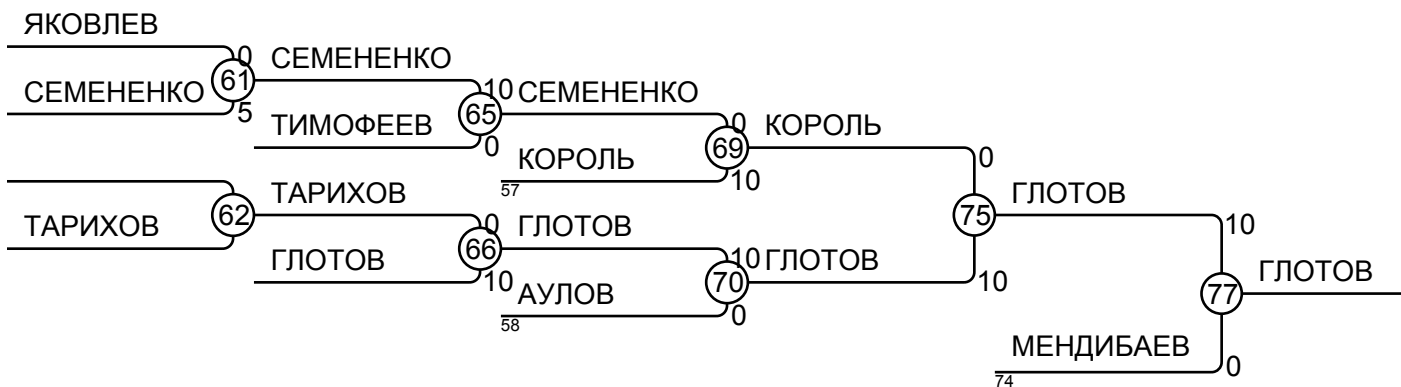 ЯКОВЛЕВ
0
61
СЕМЕНЕНКО
5
СЕМЕНЕНКО
10
65
ТИМОФЕЕВ
0
СЕМЕНЕНКО
0
69
КОРОЛЬ
57
10
КОРОЛЬ
0
62
ТАРИХОВ
ТАРИХОВ
0
66
ГЛОТОВ
10
ГЛОТОВ
10
70
АУЛОВ
58
0
ГЛОТОВ
10
75
ГЛОТОВ
10
77
МЕНДИБАЕВ
74
0
ГЛОТОВ